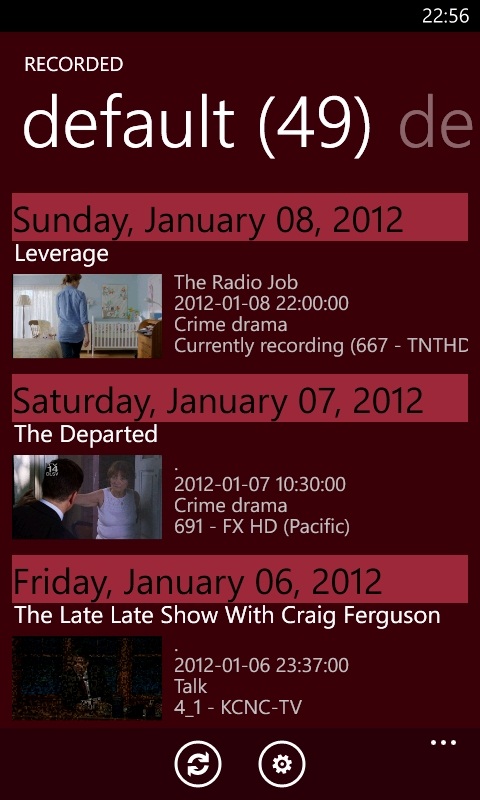 22:56
RECORDED
default (49) de
Sunday, January 08, 2012
Leverage
The Radio Job
2012-01-08 22:00:00
Crime drama
Currently recording (667 - TNTHD
Saturday, January 07, 2012
The Departed
14
.
2012-01-07 10:30:00
Crime drama
691 - FX HD (Pacific)
Friday, January 06, 2012
The Late Late Show With Craig Ferguson
.
2012-01-06 23:37:00
Talk
4_1 - KCNC-TV